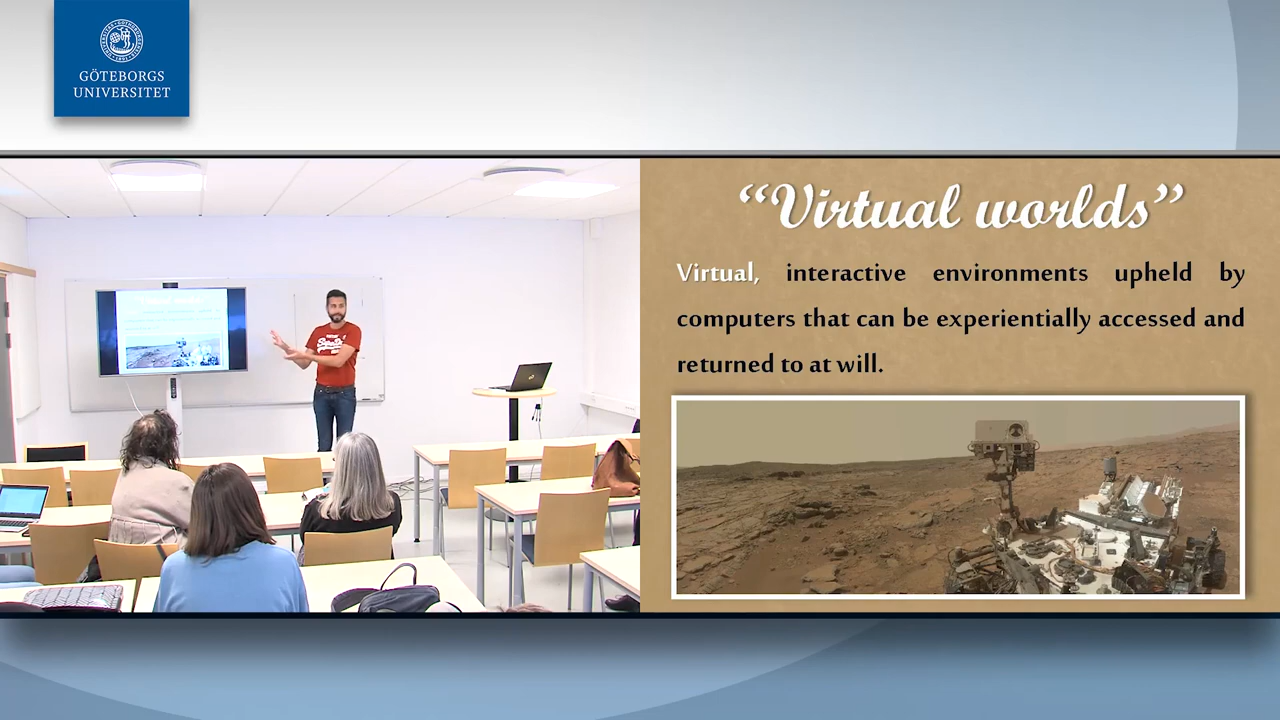 GÖTEBORGS
UNIVERSITET
“Virtual worlds”
Virtual, interactive environments upheld by
computers that can be experientially accessed and
returned to at will.